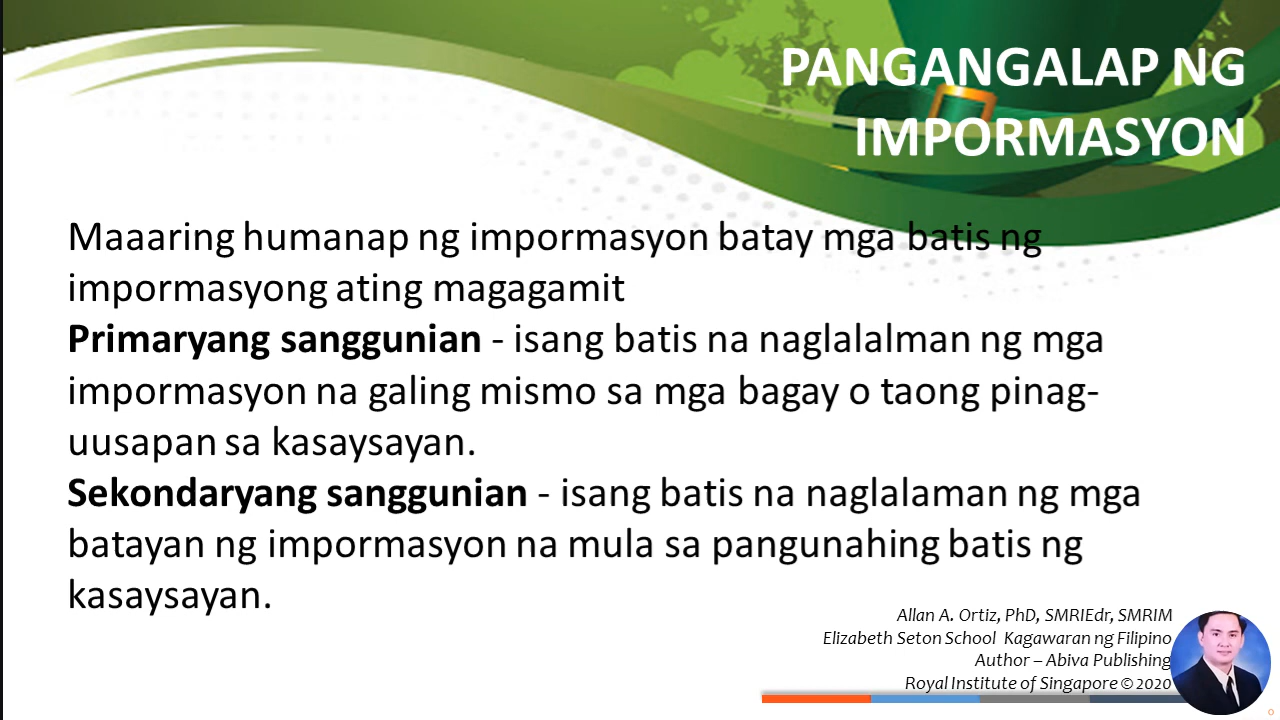 PANGANGALAP NG
IMPORMASYON
Maaaring humanap ng impormasyon batay mga batis ng
impormasyong ating magagamit
Primaryang sanggunian - isang batis na naglalalman ng mga
impormasyon na galing mismo sa mga bagay o taong pinag-
uusapan sa kasaysayan.
Sekondaryang sanggunian - isang batis na naglalaman ng mga
batayan ng impormasyon na mula sa pangunahing batis ng
kasaysayan.
Allan A. Ortiz, PhD, SMRIEdr, SMRIM
Elizabeth Seton School Kagawaran ng Filipino
Author – Abiva Publishing
Royal Institute of Singapore © 2020